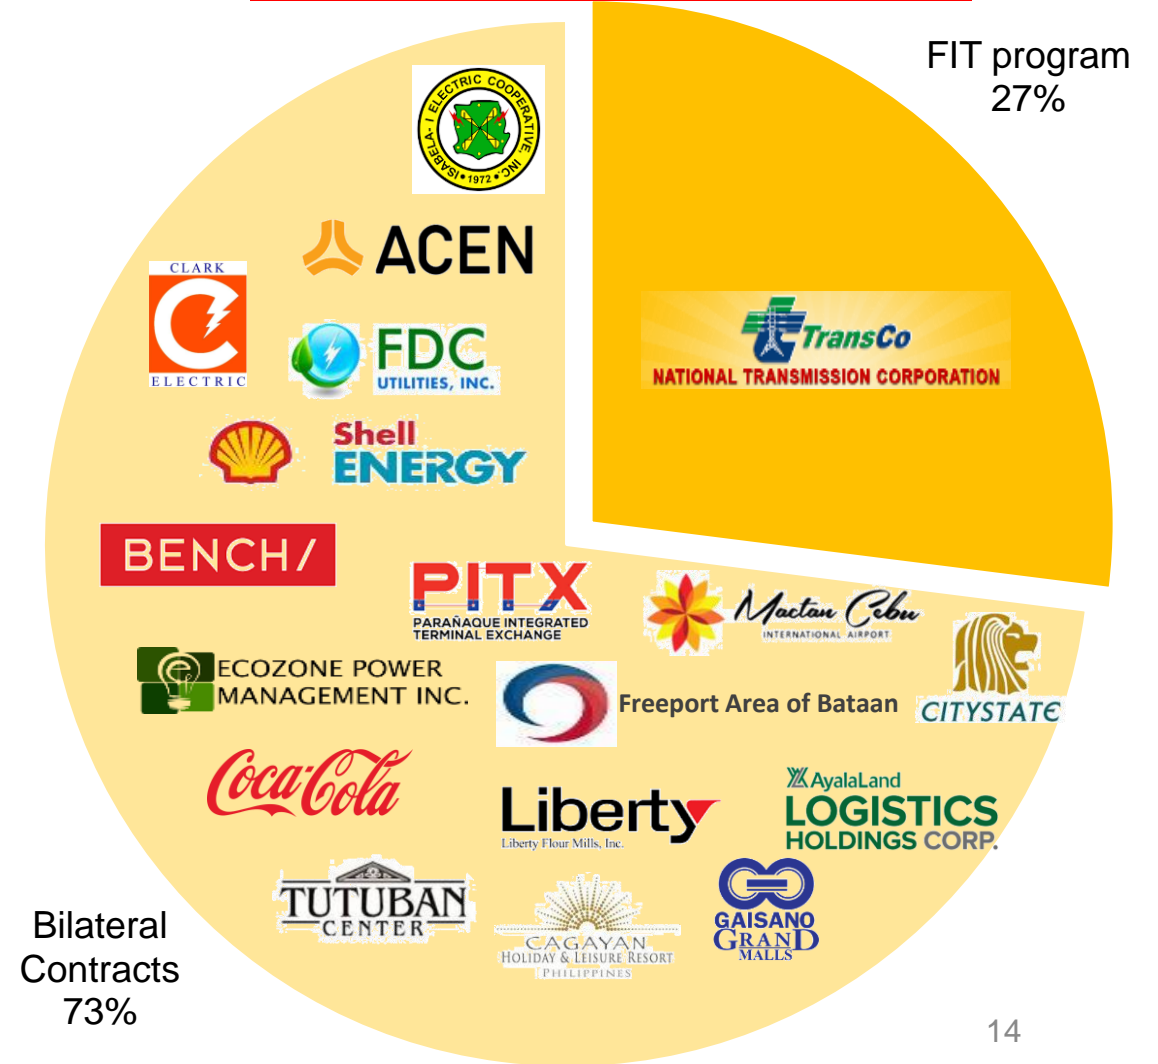 FIT program
27%
ISABELA- I ELECTRIC COOPERATIVE, INC.
• 1972 •
ACEN
CLARK
C
ELECTRIC
FDC
UTILITIES, INC.
TransCo
NATIONAL TRANSMISSION CORPORATION
Shell
ENERGY
BENCH/
PITX
PARAÑAQUE INTEGRATED
TERMINAL EXCHANGE
Mactan Cebu
INTERNATIONAL AIRPORT
ECOZONE POWER
MANAGEMENT INC.
Freeport Area of Bataan
CITYSTATE
Coca-Cola
Liberty
Liberty Flour Mills, Inc.
AyalaLand
LOGISTICS
HOLDINGS CORP.
TUTUBAN
CENTER
CAGAYAN
HOLIDAY & LEISURE RESORT
PHILIPPINES
GAISANO
GRAND
MALLS
Bilateral
Contracts
73%
14